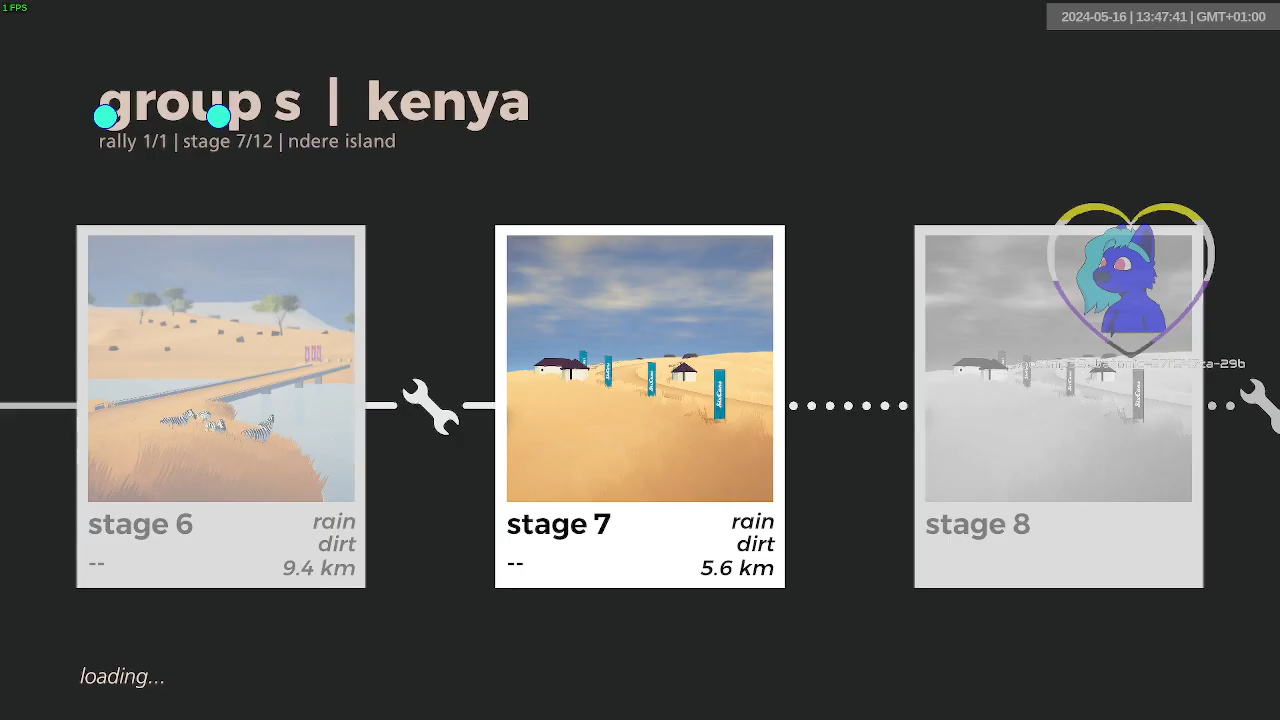 1 FPS
2024-05-16 | 13:47:41 | GMT+01:00
group s | kenya
rally 1/1 | stage 7/12 | ndere island
stage 6
rain
dirt
--
9.4 km
stage 7
rain
dirt
--
5.6 km
stage 8
loading...